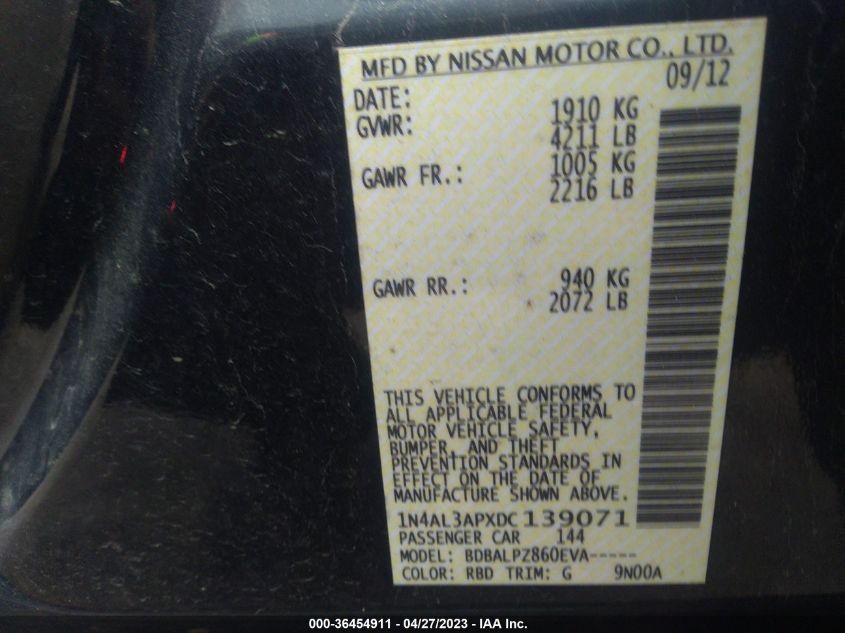 MFD BY NISSAN MOTOR CO., LTD.
DATE: 09/12
GVWR: 1910 KG
4211 LB
GAWR FR.: 1005 KG
2216 LB
GAWR RR.: 940 KG
2072 LB
THIS VEHICLE CONFORMS TO
ALL APPLICABLE FEDERAL
MOTOR VEHICLE SAFETY,
BUMPER, AND THEFT
PREVENTION STANDARDS IN
EFFECT ON THE DATE OF
MANUFACTURE SHOWN ABOVE.
1N4AL3APXDC 139071
PASSENGER CAR 144
MODEL: BDBALPZ860EVA-----
COLOR: RBD TRIM: G 9N00A
000-36454911 - 04/27/2023 - IAA Inc.